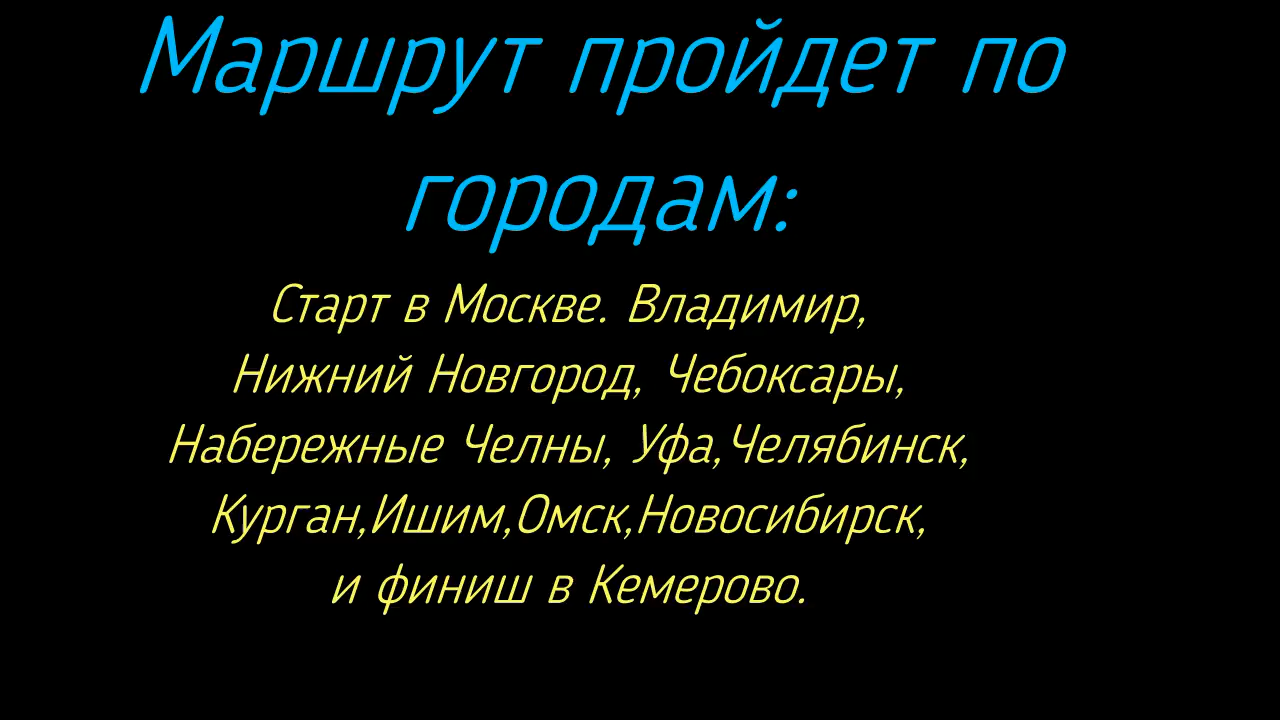 Маршрут пройдет по
городам:
Старт в Москве. Владимир,
Нижний Новгород, Чебоксары,
Набережные Челны, Уфа,Челябинск,
Курган,Ишим,Омск,Новосибирск,
и финиш в Кемерово.